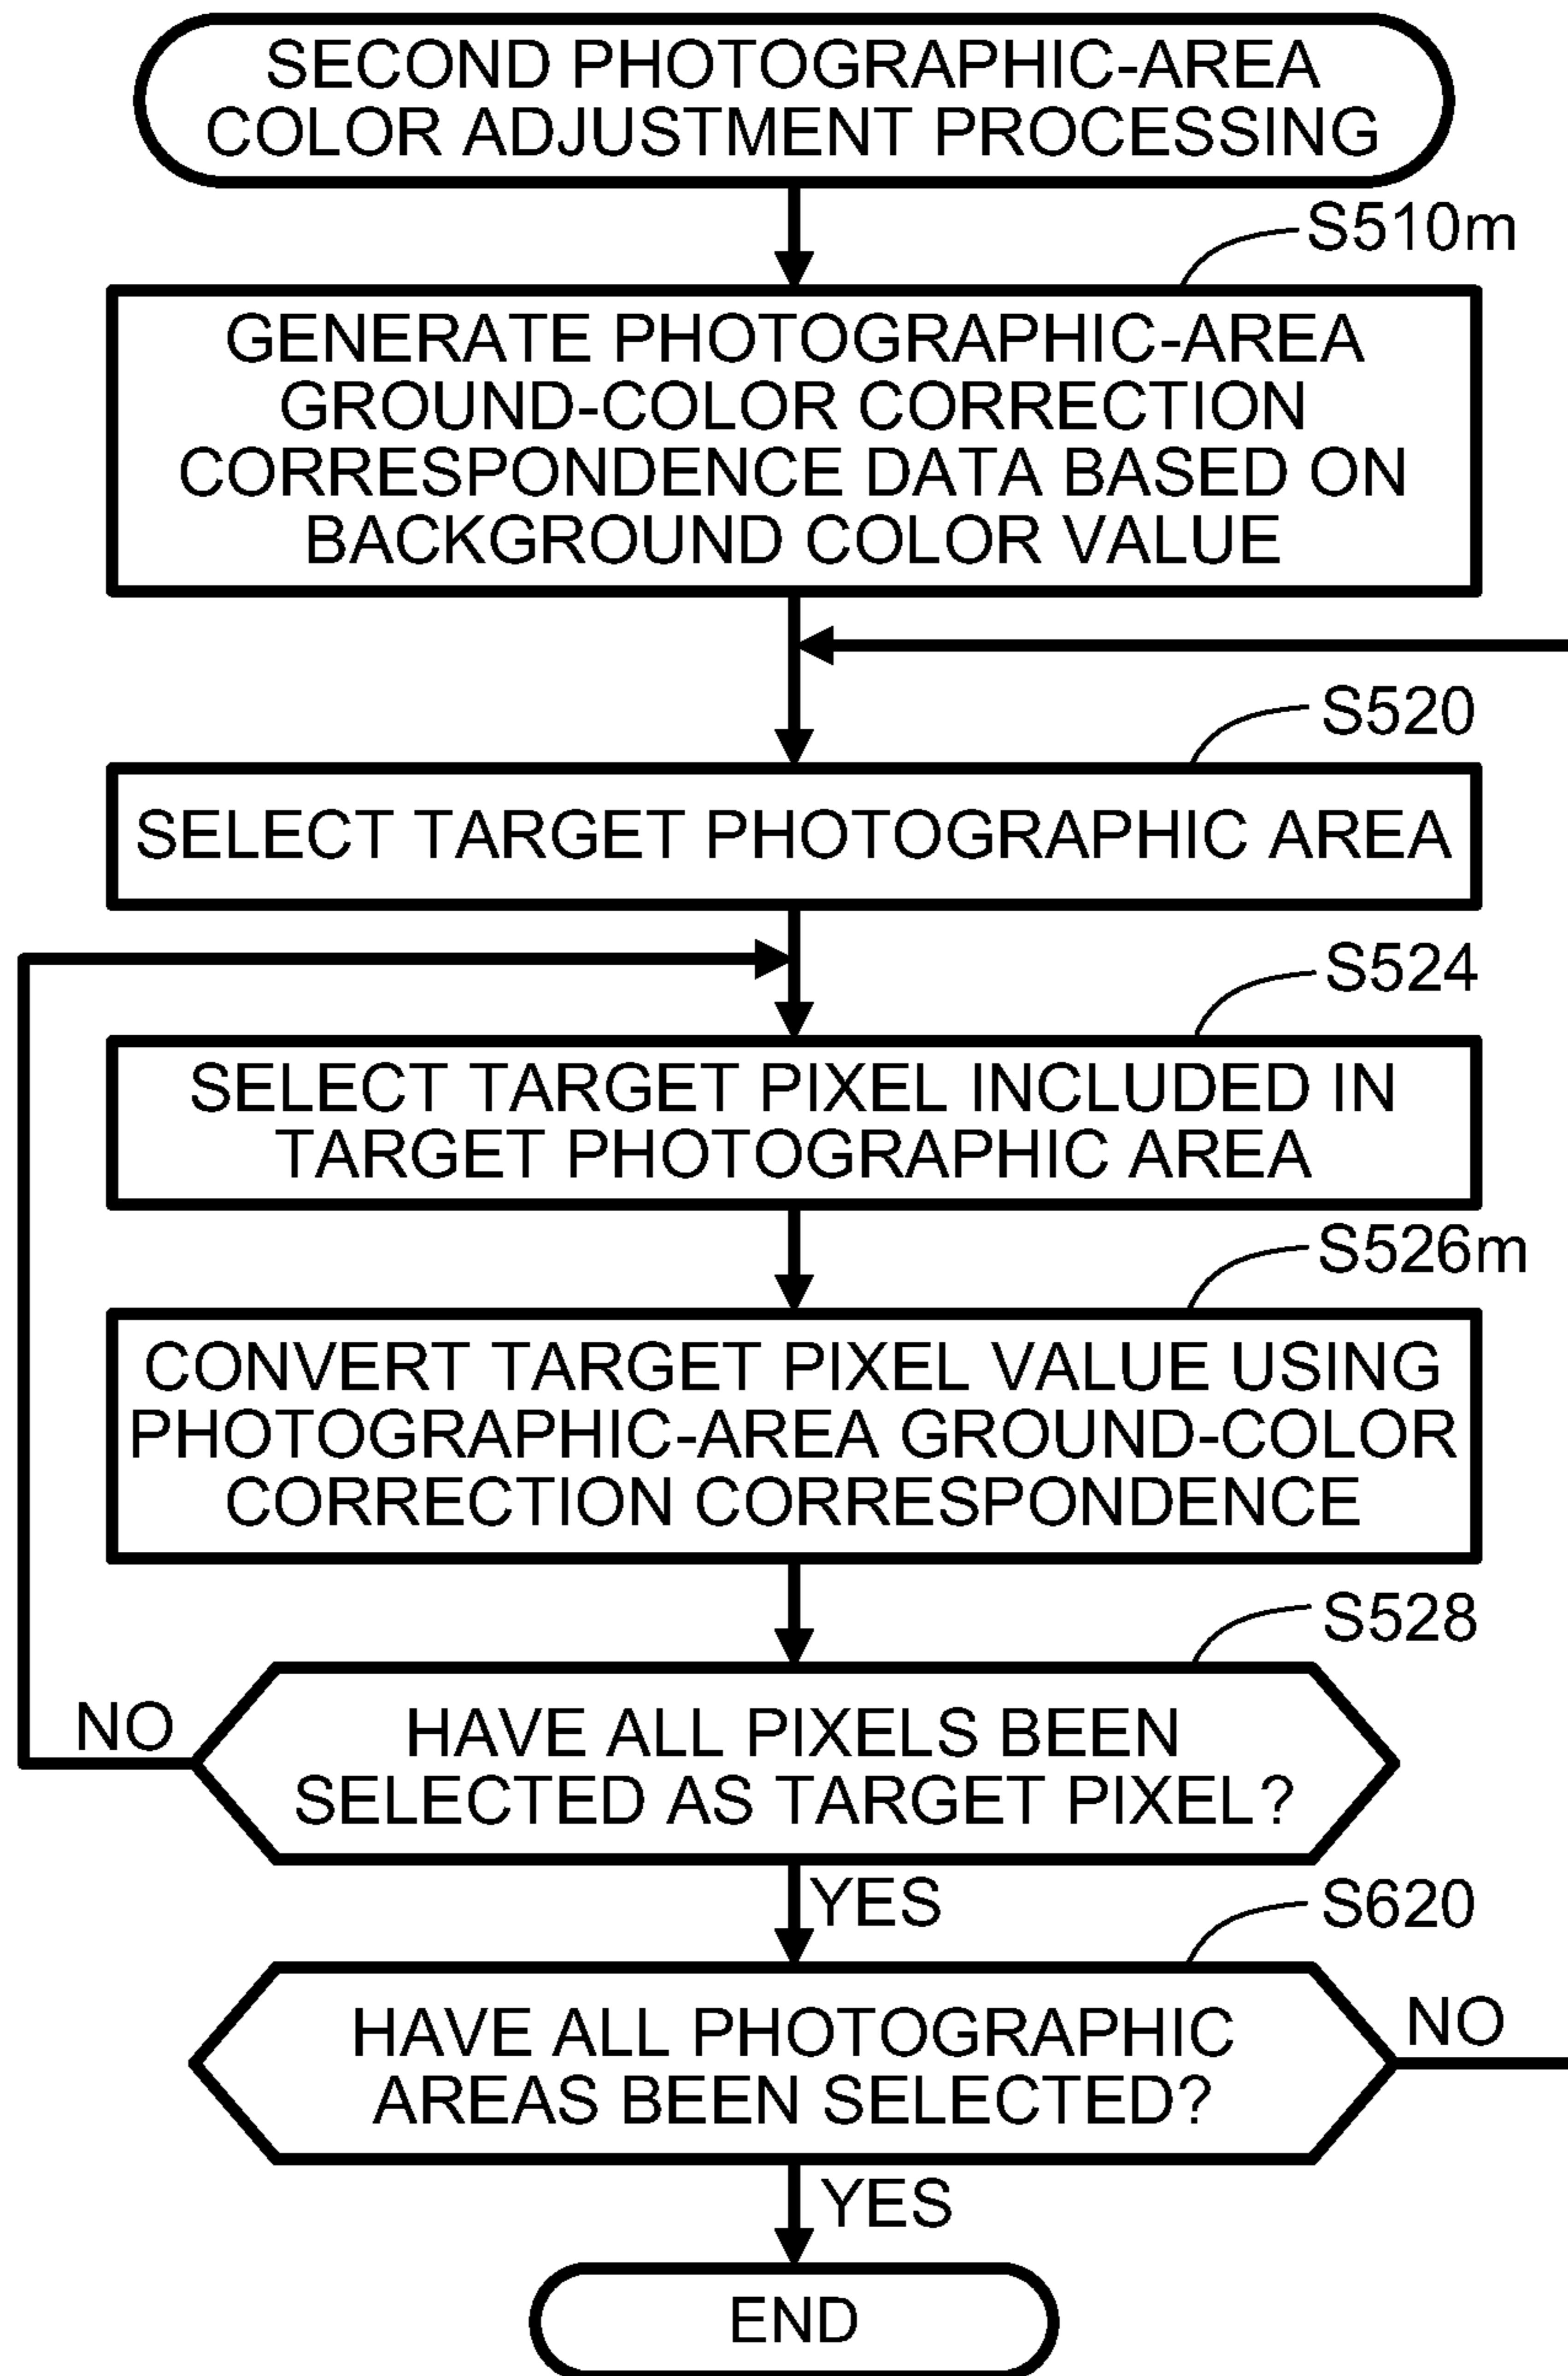 SECOND PHOTOGRAPHIC-AREA
COLOR ADJUSTMENT PROCESSING
S510m
GENERATE PHOTOGRAPHIC-AREA
GROUND-COLOR CORRECTION
CORRESPONDENCE DATA BASED ON
BACKGROUND COLOR VALUE
S520
SELECT TARGET PHOTOGRAPHIC AREA
S524
SELECT TARGET PIXEL INCLUDED IN
TARGET PHOTOGRAPHIC AREA
S526m
CONVERT TARGET PIXEL VALUE USING
PHOTOGRAPHIC-AREA GROUND-COLOR
CORRECTION CORRESPONDENCE
S528
NO
HAVE ALL PIXELS BEEN
SELECTED AS TARGET PIXEL?
YES
S620
HAVE ALL PHOTOGRAPHIC
AREAS BEEN SELECTED?
NO
YES
END